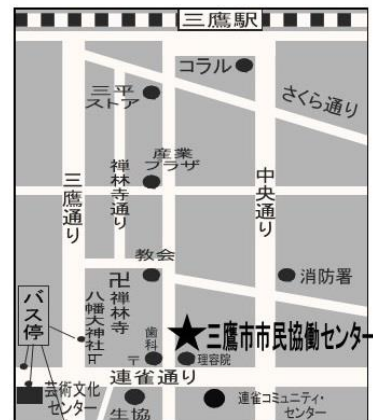 三鷹駅
コラル
さくら通り
三平
ストア
産業
プラザ
禅林寺通り
三鷹通り
中央通り
教会
卍禅林寺
八幡大神社
消防署
バス停
歯科
〒
★三鷹市市民協働センター
理容院
連雀通り
芸術文化
センター
生協
連雀コミュニティ・
センター